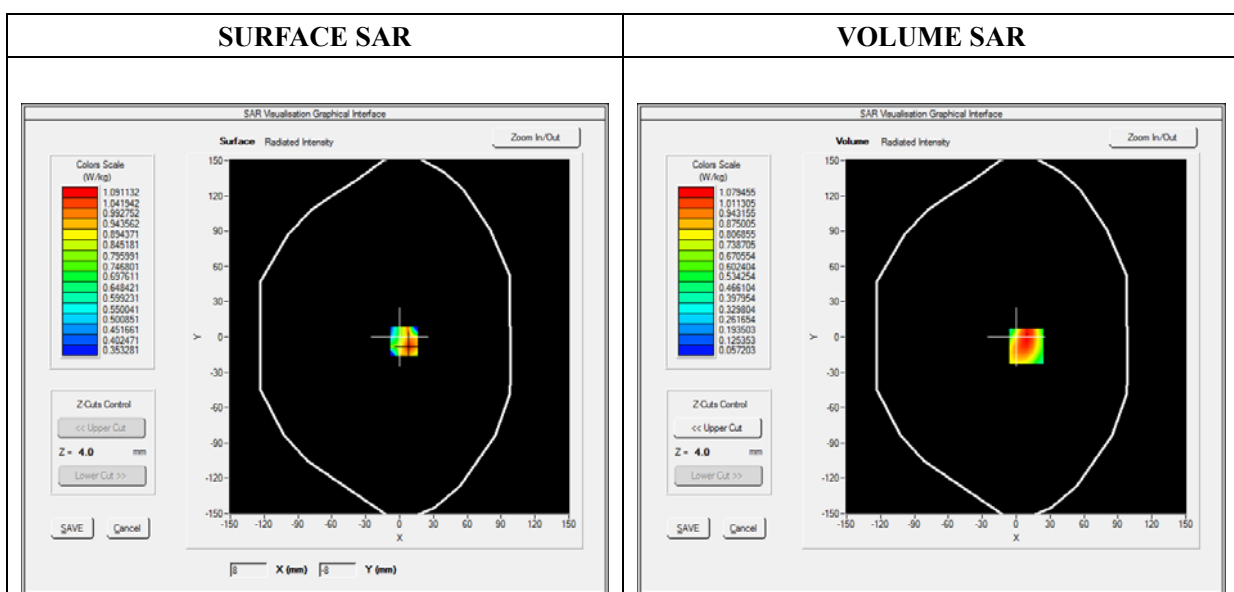 SURFACE SAR
SAR Visualisation Graphical Interface
Surface Radiated Intensity
Zoom In/Out
Colors Scale
(W/kg)
1.091132
1.041942
0.992752
0.943562
0.894371
0.845181
0.795991
0.746801
0.697611
0.648421
0.599231
0.550041
0.500851
0.451661
0.402471
0.353281
Z-Cuts Control
<< Upper Cut
Z = 4.0 mm
Lower Cut >>
SAVE Cancel
150
120
90
60
30
Y 0
-30
-60
-90
-120
-150
-150 -120 -90 -60 -30 0 30 60 90 120 150
X
8 X (mm) -8 Y (mm)
VOLUME SAR
SAR Visualisation Graphical Interface
Volume Radiated Intensity
Zoom In/Out
Colors Scale
(W/kg)
1.079455
1.011305
0.943155
0.875005
0.806855
0.738705
0.670554
0.602404
0.534254
0.466104
0.397954
0.329804
0.261654
0.193503
0.125353
0.057203
Z-Cuts Control
<< Upper Cut
Z = 4.0 mm
Lower Cut >>
SAVE Cancel
150
120
90
60
30
Y 0
-30
-60
-90
-120
-150
-150 -120 -90 -60 -30 0 30 60 90 120 150
X